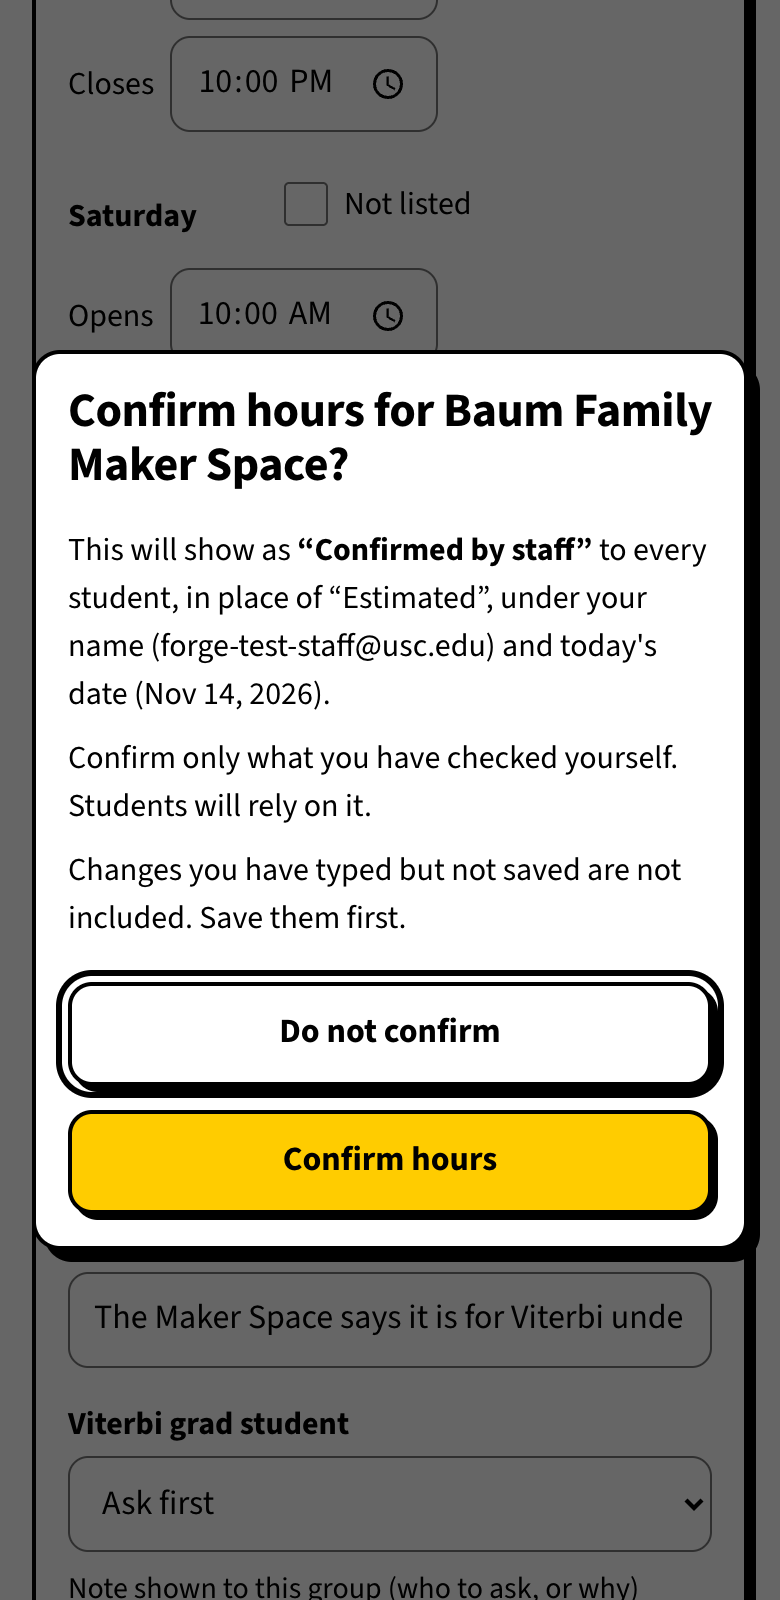 Closes 10:00 PM
Saturday Not listed
Opens 10:00 AM
Confirm hours for Baum Family
Maker Space?
This will show as “Confirmed by staff” to every
student, in place of “Estimated”, under your
name (forge-test-staff@usc.edu) and today's
date (Nov 14, 2026).
Confirm only what you have checked yourself.
Students will rely on it.
Changes you have typed but not saved are not
included. Save them first.
Do not confirm
Confirm hours
The Maker Space says it is for Viterbi unde
Viterbi grad student
Ask first
Note shown to this group (who to ask, or why)